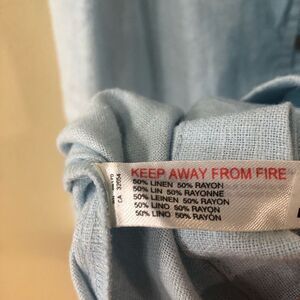 KEEP AWAY FROM FIRE
50% LINEN 50% RAYON
50% LIN 50% RAYONNE
50% LEINEN 50% RAYON
50% LINO 50% RAYON
50% LINO 50% RAYON